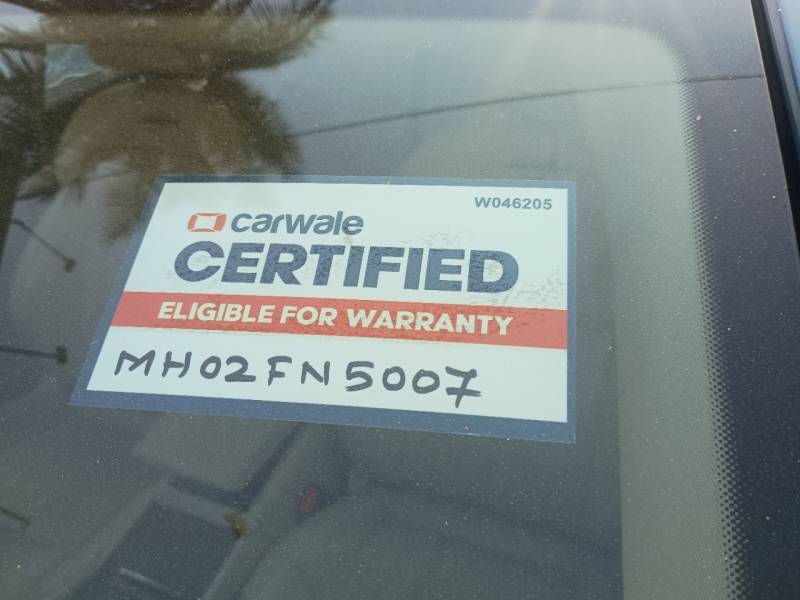 W046205
carwale
CERTIFIED
ELIGIBLE FOR WARRANTY
MH02FN5007